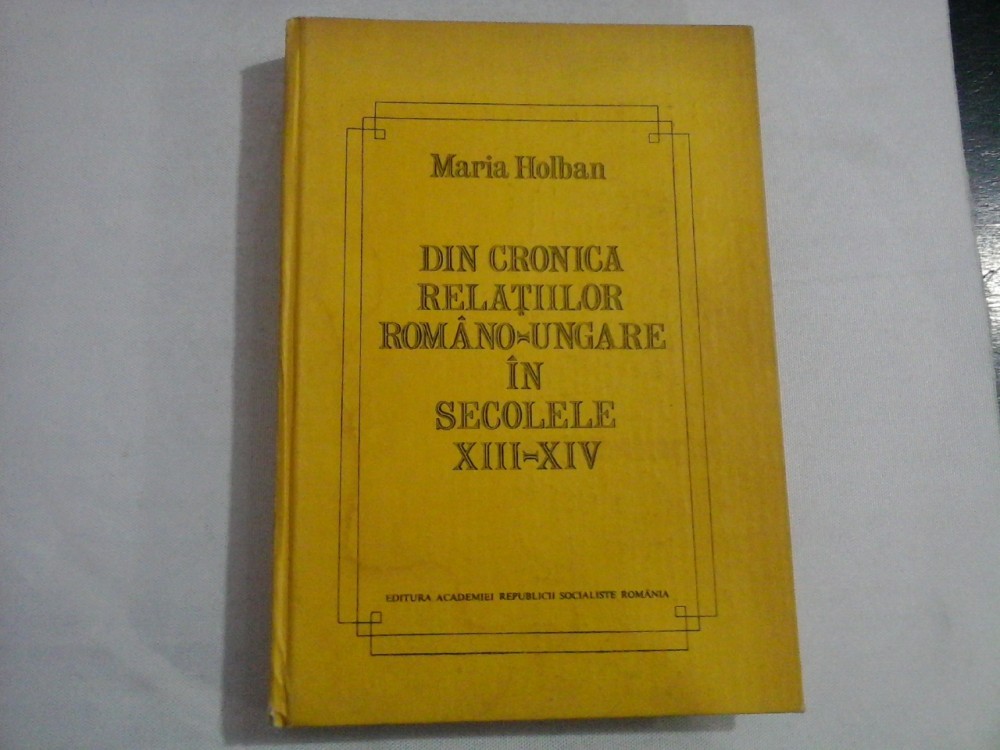 Maria Holban
DIN CRONICA
RELAȚIILOR
ROMÂNO-UNGARE
ÎN
SECOLELE
XIII-XIV
EDITURA ACADEMIEI REPUBLICII SOCIALISTE ROMÂNIA